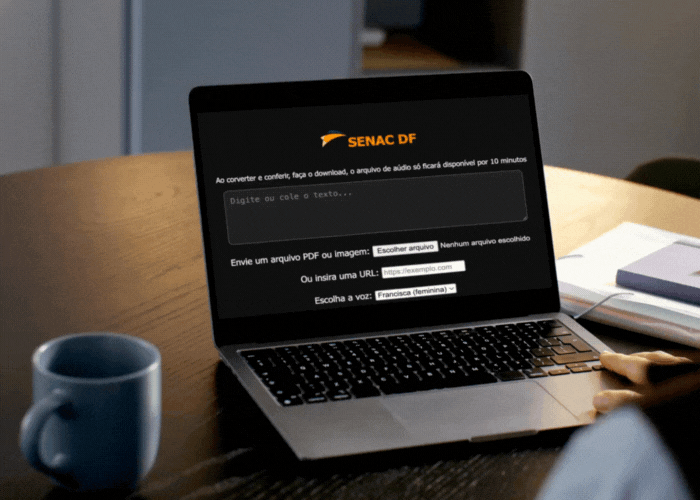 SENAC DF
Ao converter e conferir, faça o download, o arquivo de aúdio só ficará disponível por 10 minutos
Digite ou cole o texto...
Envie um arquivo PDF ou imagem: Escolher arquivo Nenhum arquivo escolhido
Ou insira uma URL: https://exemplo.com
Escolha a voz: Francisca (feminina)